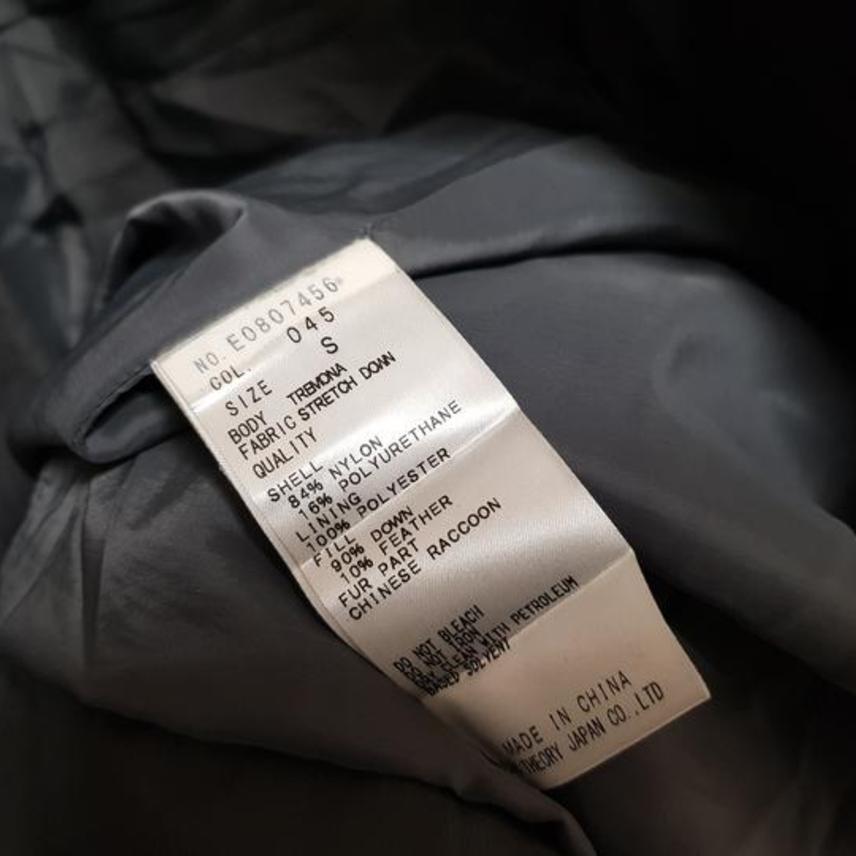 NO. E0807456
COL. 045
SIZE S
BODY TREMONA
FABRIC STRETCH DOWN
QUALITY
SHELL
84% NYLON
16% POLYURETHANE
LINING
100% POLYESTER
FILL
90% DOWN
10% FEATHER
FUR PART
CHINESE RACCOON
DO NOT BLEACH
DO NOT IRON
DRY CLEAN WITH PETROLEUM
BASED SOLVENT
MADE IN CHINA
THEORY JAPAN CO.,LTD